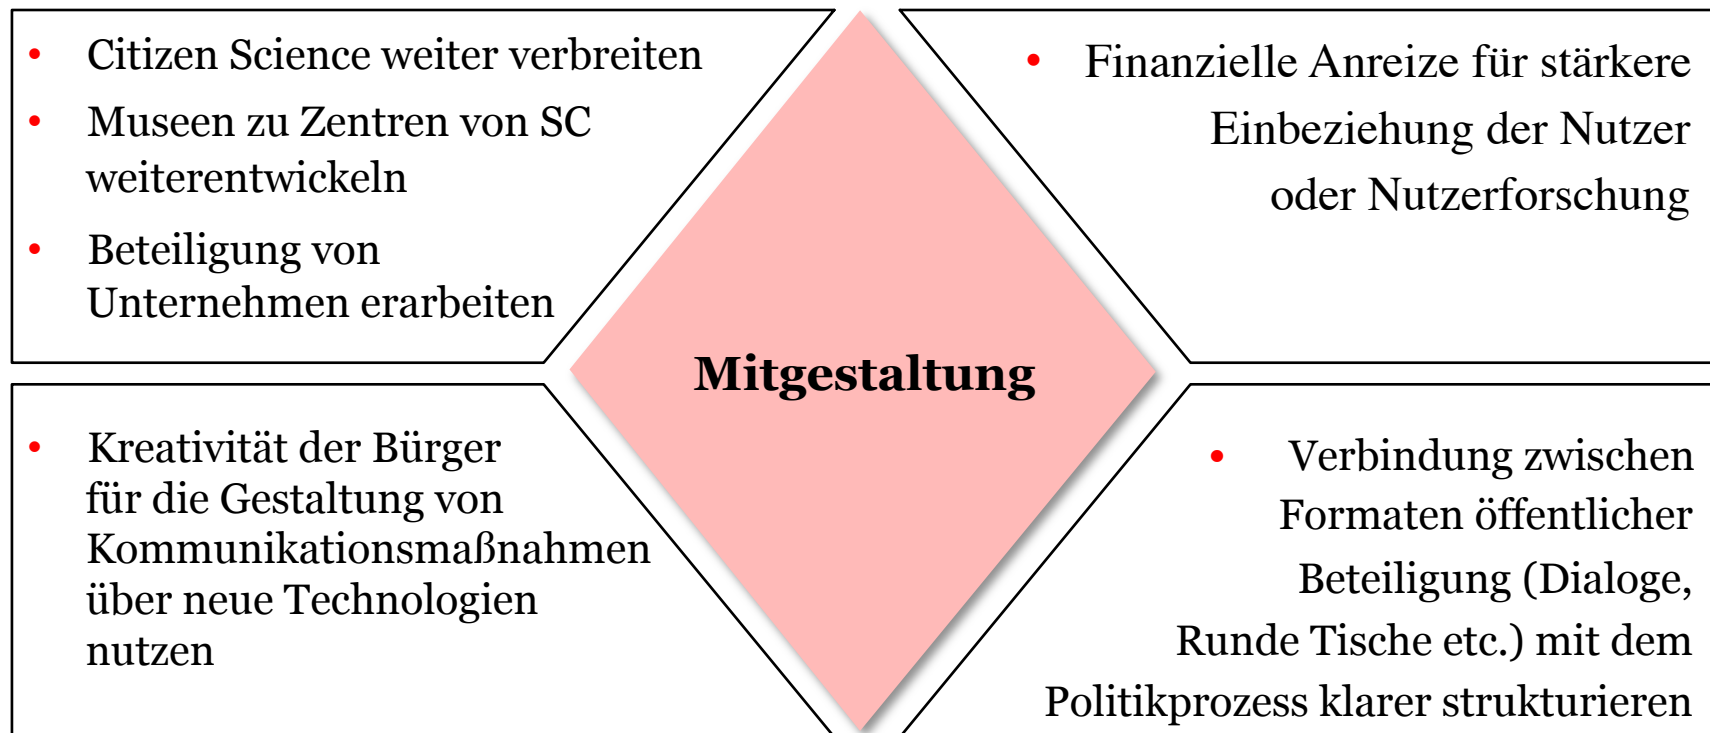 • Citizen Science weiter verbreiten
• Museen zu Zentren von SC
weiterentwickeln
• Beteiligung von
Unternehmen erarbeiten
• Finanzielle Anreize für stärkere
Einbeziehung der Nutzer
oder Nutzerforschung
Mitgestaltung
• Kreativität der Bürger
für die Gestaltung von
Kommunikationsmaßnahmen
über neue Technologien
nutzen
• Verbindung zwischen
Formaten öffentlicher
Beteiligung (Dialoge,
Runde Tische etc.) mit dem
Politikprozess klarer strukturieren